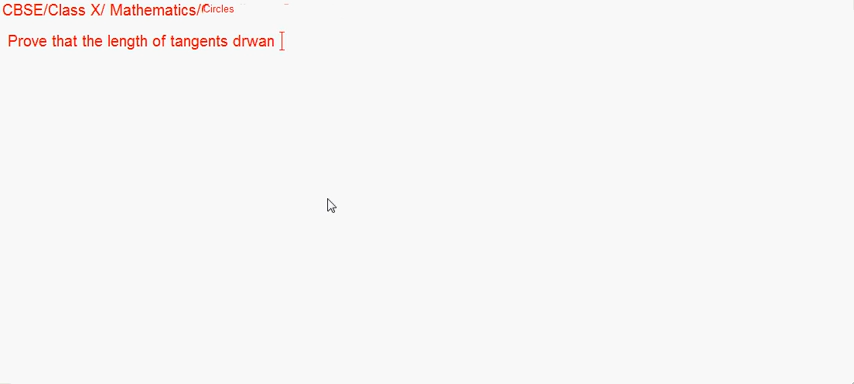 CBSE/Class X/ Mathematics/Circles
Prove that the length of tangents drwan